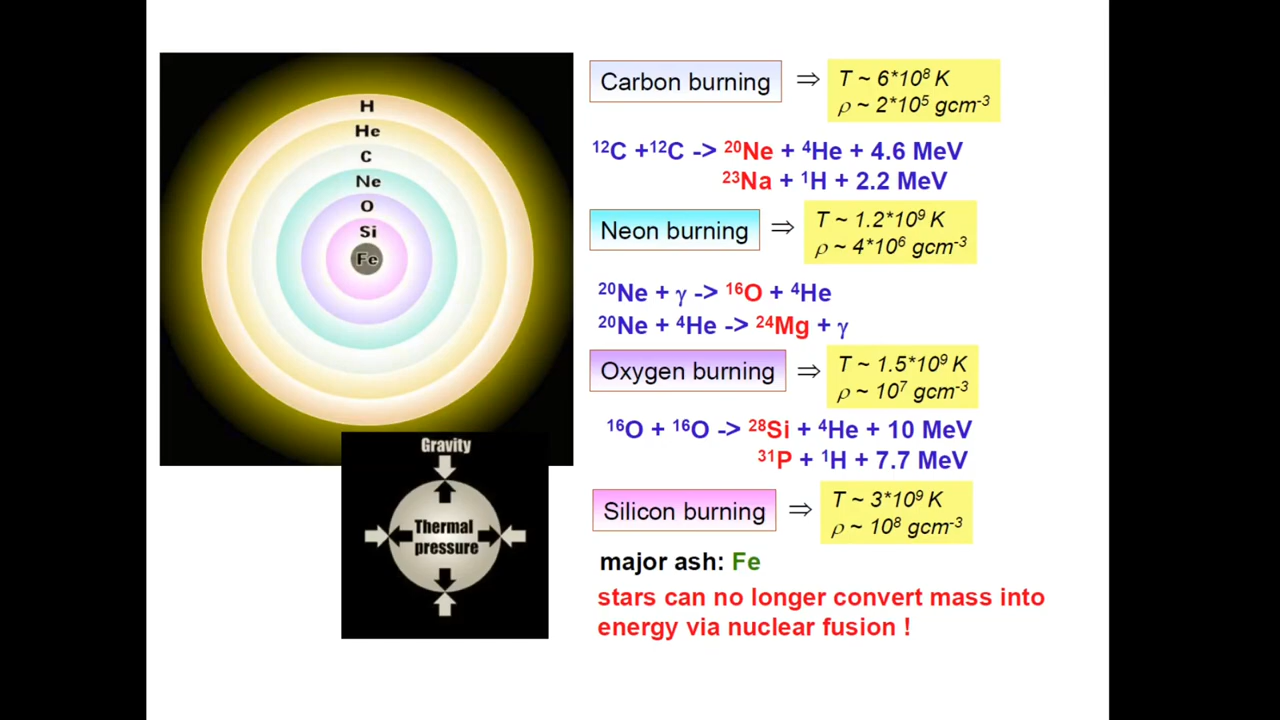 H
He
C
Ne
O
Si
Fe
Gravity
Thermal
pressure
Carbon burning ⇒ T ~ 6*10⁸ K
ρ ~ 2*10⁵ gcm⁻³
¹²C +¹²C -> ²⁰Ne + ⁴He + 4.6 MeV
²³Na + ¹H + 2.2 MeV
Neon burning ⇒ T ~ 1.2*10⁹ K
ρ ~ 4*10⁶ gcm⁻³
²⁰Ne + γ -> ¹⁶O + ⁴He
²⁰Ne + ⁴He -> ²⁴Mg + γ
Oxygen burning ⇒ T ~ 1.5*10⁹ K
ρ ~ 10⁷ gcm⁻³
¹⁶O + ¹⁶O -> ²⁸Si + ⁴He + 10 MeV
³¹P + ¹H + 7.7 MeV
Silicon burning ⇒ T ~ 3*10⁹ K
ρ ~ 10⁸ gcm⁻³
major ash: Fe
stars can no longer convert mass into
energy via nuclear fusion !